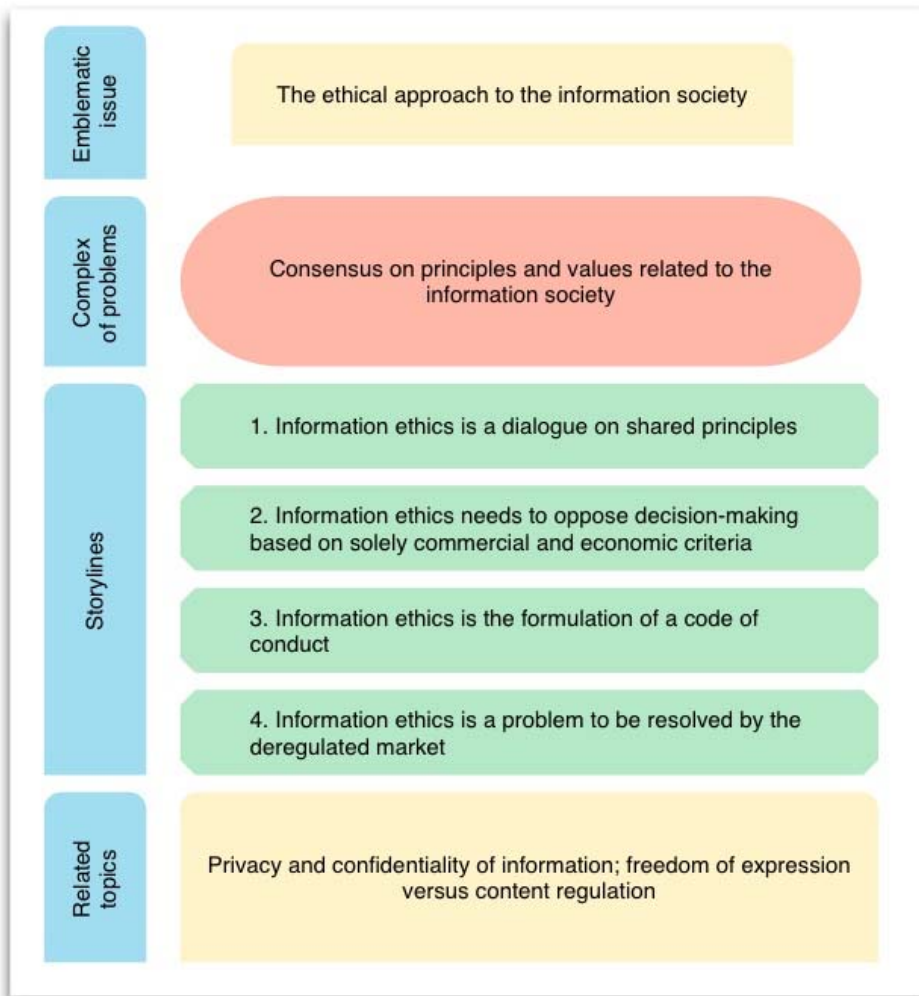 Emblematic
issue
The ethical approach to the information society
Complex
of problems
Consensus on principles and values related to the
information society
Storylines
1. Information ethics is a dialogue on shared principles
2. Information ethics needs to oppose decision-making
based on solely commercial and economic criteria
3. Information ethics is the formulation of a code of
conduct
4. Information ethics is a problem to be resolved by the
deregulated market
Related
topics
Privacy and confidentiality of information; freedom of expression
versus content regulation